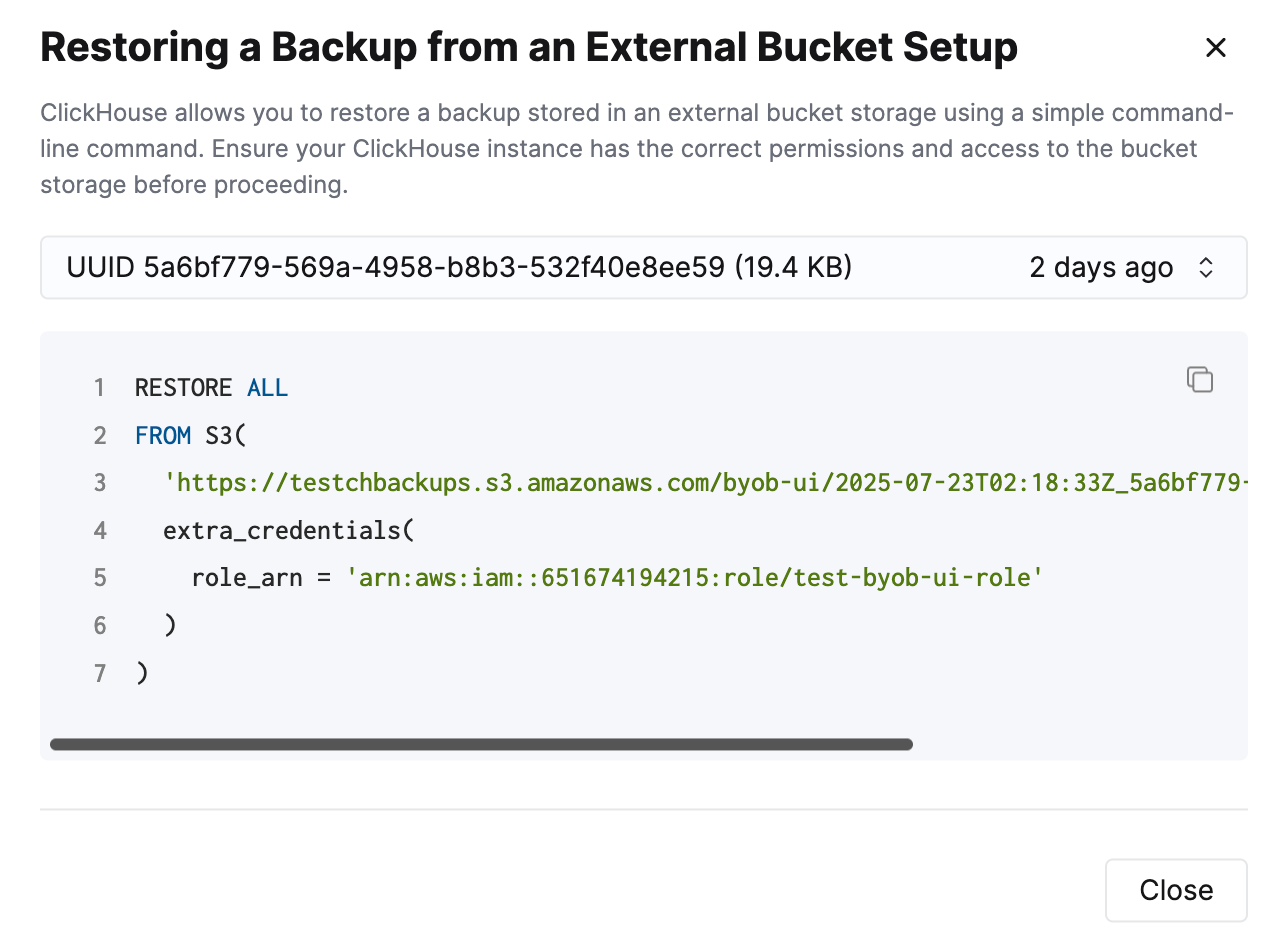 Restoring a Backup from an External Bucket Setup
ClickHouse allows you to restore a backup stored in an external bucket storage using a simple command-
line command. Ensure your ClickHouse instance has the correct permissions and access to the bucket
storage before proceeding.
UUID 5a6bf779-569a-4958-b8b3-532f40e8ee59 (19.4 KB) 2 days ago
1 RESTORE ALL
2 FROM S3(
3 'https://testchbackups.s3.amazonaws.com/byob-ui/2025-07-23T02:18:33Z_5a6bf779-
4 extra_credentials(
5 role_arn = 'arn:aws:iam::651674194215:role/test-byob-ui-role'
6 )
7 )
Close